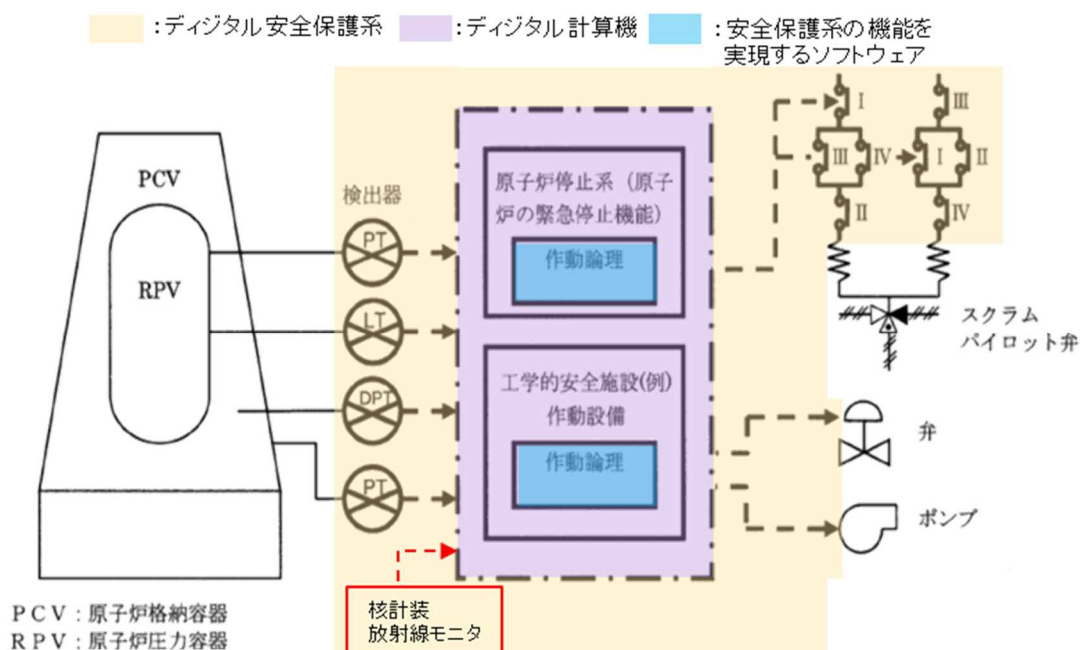 ：ディジタル安全保護系
：ディジタル計算機
：安全保護系の機能を
実現するソフトウェア
PCV
RPV
検出器
PT
LT
DPT
PT
原子炉停止系（原子
炉の緊急停止機能）
作動論理
工学的安全施設(例)
作動設備
作動論理
核計装
放射線モニタ
I
III
III
IV
I
II
II
IV
スクラム
パイロット弁
弁
ポンプ
ＰＣＶ：原子炉格納容器
ＲＰＶ：原子炉圧力容器